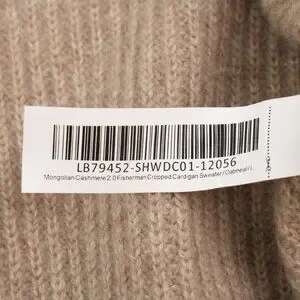 LB79452-SHWDC01-12056
Mongolian Cashmere 2.0 Fisherman Cropped Cardigan Sweater / Oatmeal / L